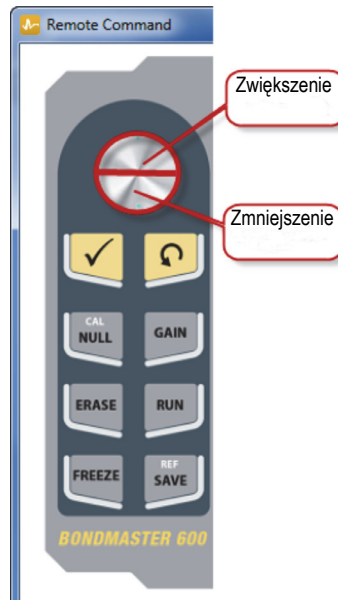 Remote Command
Zwiększenie
Zmniejszenie
CAL
NULL
GAIN
ERASE
RUN
FREEZE
REF
SAVE
BONDMASTER 600